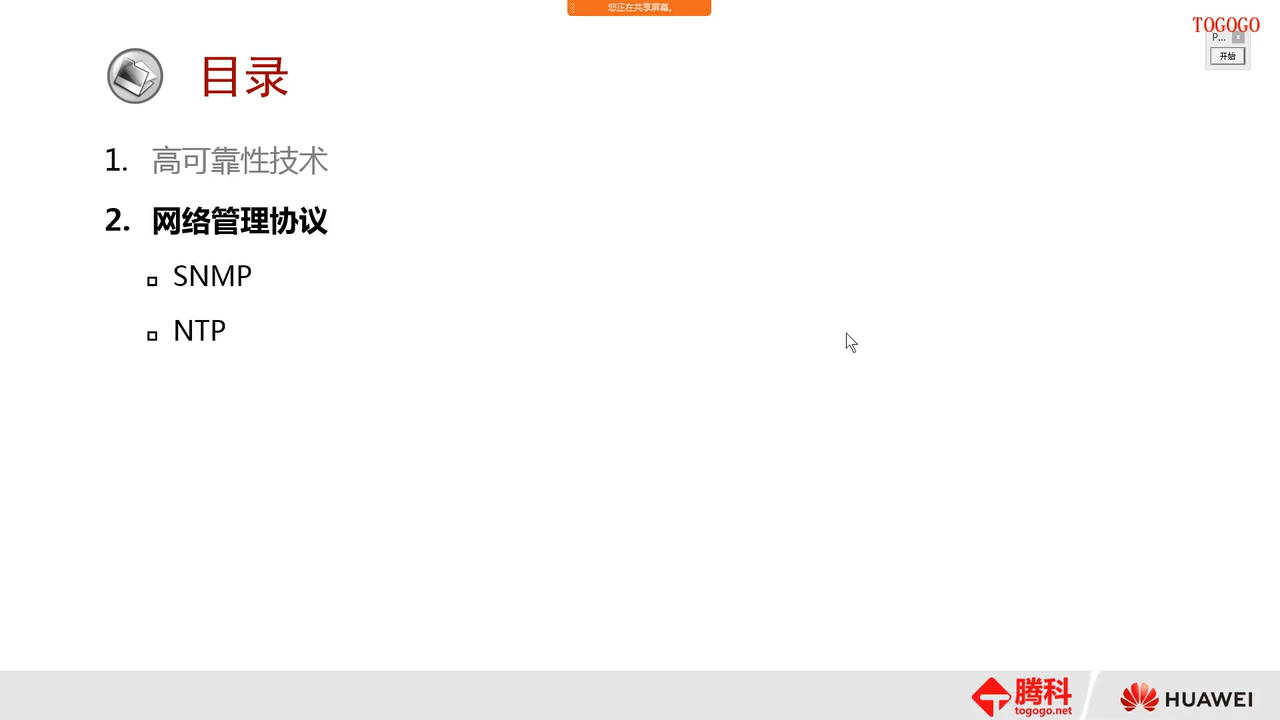 您正在共享屏幕。
TOGOGO
P... x
开始
目录
1. 高可靠性技术
2. 网络管理协议
SNMP
NTP
腾科
togogo.net
HUAWEI